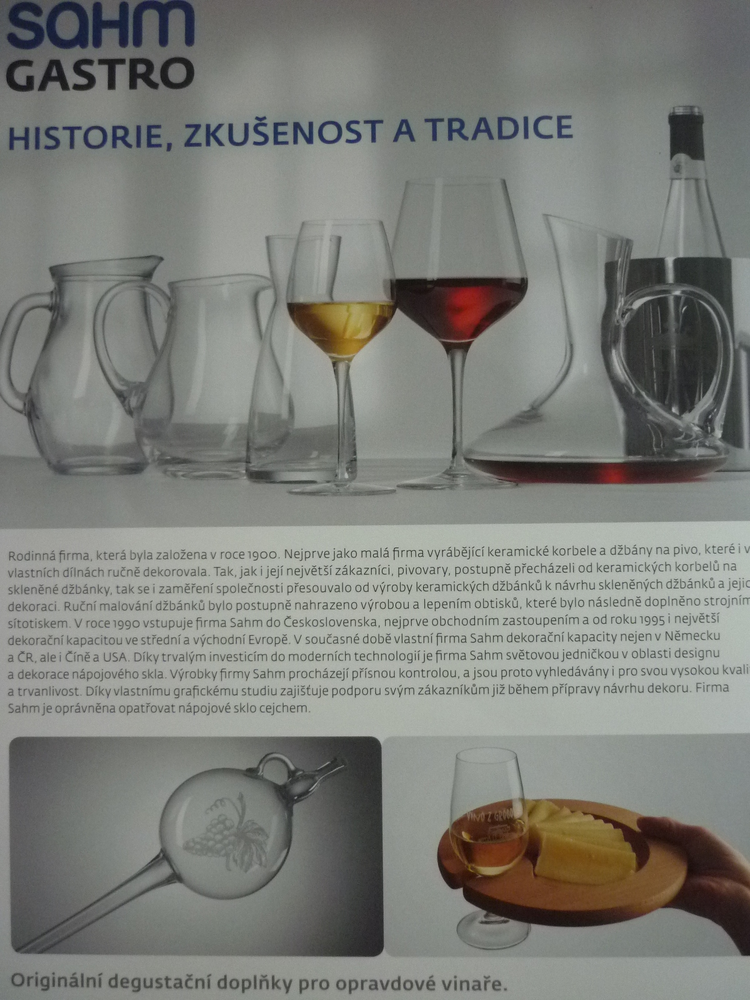 sahm
GASTRO
HISTORIE, ZKUŠENOST A TRADICE
Rodinná firma, která byla založena v roce 1900. Nejprve jako malá firma vyrábějící keramické korbele a džbány na pivo, které i v
vlastních dílnách ručně dekorovala. Tak, jak i její největší zákazníci, pivovary, postupně přecházeli od keramických korbelů na
skleněné džbánky, tak se i zaměření společnosti přesouvalo od výroby keramických džbánků k návrhu skleněných džbánků a jejic
dekoraci. Ruční malování džbánků bylo postupně nahrazeno výrobou a lepením obtisků, které bylo následně doplněno strojním
sítotiskem. V roce 1990 vstupuje firma Sahm do Československa, nejprve obchodním zastoupením a od roku 1995 i největší
dekorační kapacitou ve střední a východní Evropě. V současné době vlastní firma Sahm dekorační kapacity nejen v Německu
a ČR, ale i Číně a USA. Díky trvalým investicím do moderních technologií je firma Sahm světovou jedničkou v oblasti designu
a dekorace nápojového skla. Výrobky firmy Sahm procházejí přísnou kontrolou, a jsou proto vyhledávány i pro svou vysokou kvali
a trvanlivost. Díky vlastnímu grafickému studiu zajišťuje podporu svým zákazníkům již během přípravy návrhu dekoru. Firma
Sahm je oprávněna opatřovat nápojové sklo cejchem.
VÍNO Z
Originální degustační doplňky pro opravdové vinaře.